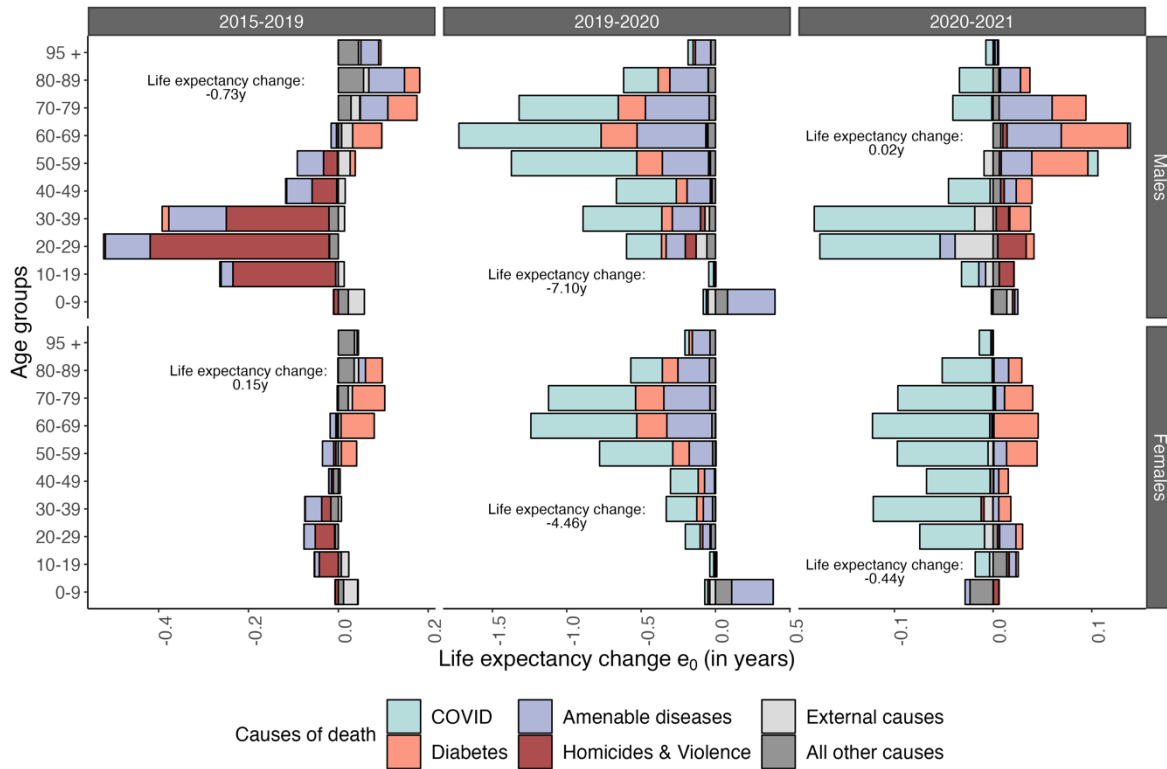 2015-2019
2019-2020
2020-2021
Age groups
Males
95 +
80-89
70-79
60-69
50-59
40-49
30-39
20-29
10-19
0-9
Life expectancy change:
-0.73y
Life expectancy change:
-7.10y
Life expectancy change:
0.02y
Females
95 +
80-89
70-79
60-69
50-59
40-49
30-39
20-29
10-19
0-9
Life expectancy change:
0.15y
Life expectancy change:
-4.46y
Life expectancy change:
-0.44y
-0.4
-0.2
0.0
0.2
-1.5
-1.0
-0.5
0.0
0.5
-0.1
0.0
0.1
Life expectancy change e₀ (in years)
Causes of death
COVID
Amenable diseases
External causes
Diabetes
Homicides & Violence
All other causes